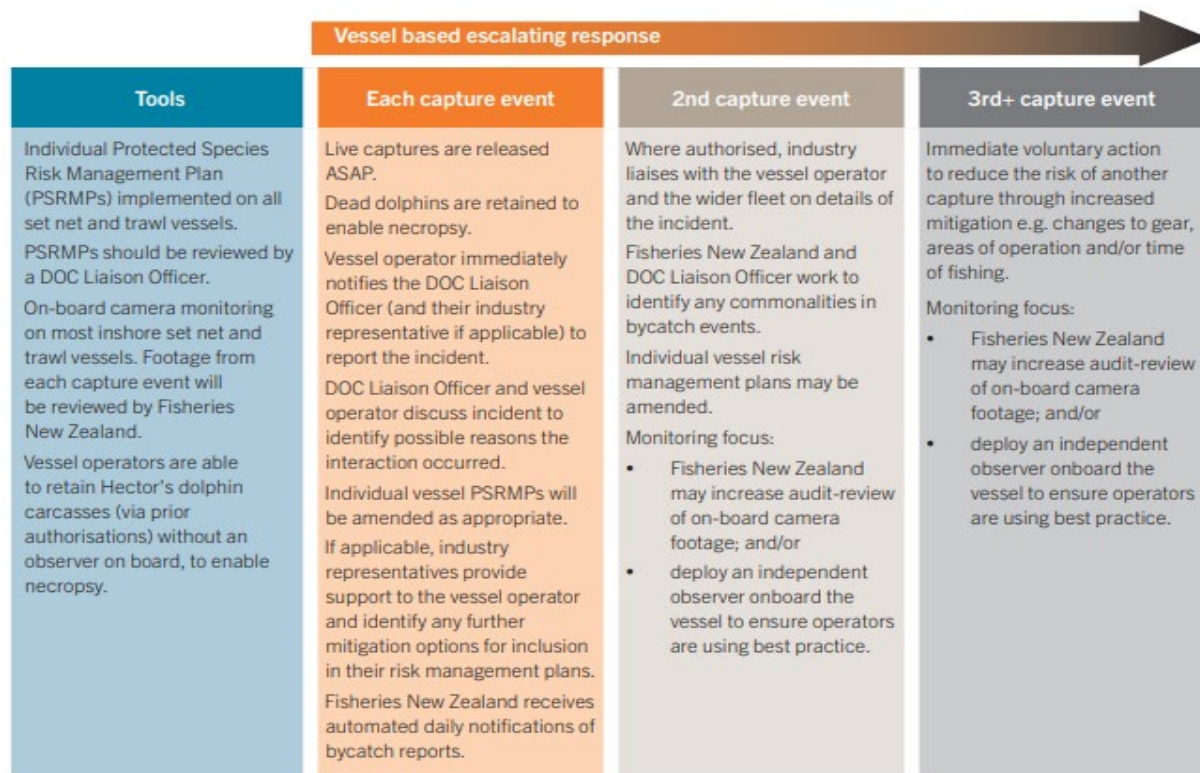 Vessel based escalating response
Tools
Individual Protected Species
Risk Management Plan
(PSRMPs) implemented on all
set net and trawl vessels.
PSRMPs should be reviewed by
a DOC Liaison Officer.
On-board camera monitoring
on most inshore set net and
trawl vessels. Footage from
each capture event will
be reviewed by Fisheries
New Zealand.
Vessel operators are able
to retain Hector's dolphin
carcasses (via prior
authorisations) without an
observer on board, to enable
necropsy.
Each capture event
Live captures are released
ASAP.
Dead dolphins are retained to
enable necropsy.
Vessel operator immediately
notifies the DOC Liaison
Officer (and their industry
representative if applicable) to
report the incident.
DOC Liaison Officer and vessel
operator discuss incident to
identify possible reasons the
interaction occurred.
Individual vessel PSRMPs will
be amended as appropriate.
If applicable, industry
representatives provide
support to the vessel operator
and identify any further
mitigation options for inclusion
in their risk management plans.
Fisheries New Zealand receives
automated daily notifications of
bycatch reports.
2nd capture event
Where authorised, industry
liaises with the vessel operator
and the wider fleet on details of
the incident.
Fisheries New Zealand and
DOC Liaison Officer work to
identify any commonalities in
bycatch events.
Individual vessel risk
management plans may be
amended.
Monitoring focus:
• Fisheries New Zealand
may increase audit-review
of on-board camera
footage; and/or
• deploy an independent
observer onboard the
vessel to ensure operators
are using best practice.
3rd+ capture event
Immediate voluntary action
to reduce the risk of another
capture through increased
mitigation e.g. changes to gear,
areas of operation and/or time
of fishing.
Monitoring focus:
• Fisheries New Zealand
may increase audit-review
of on-board camera
footage; and/or
• deploy an independent
observer onboard the
vessel to ensure operators
are using best practice.